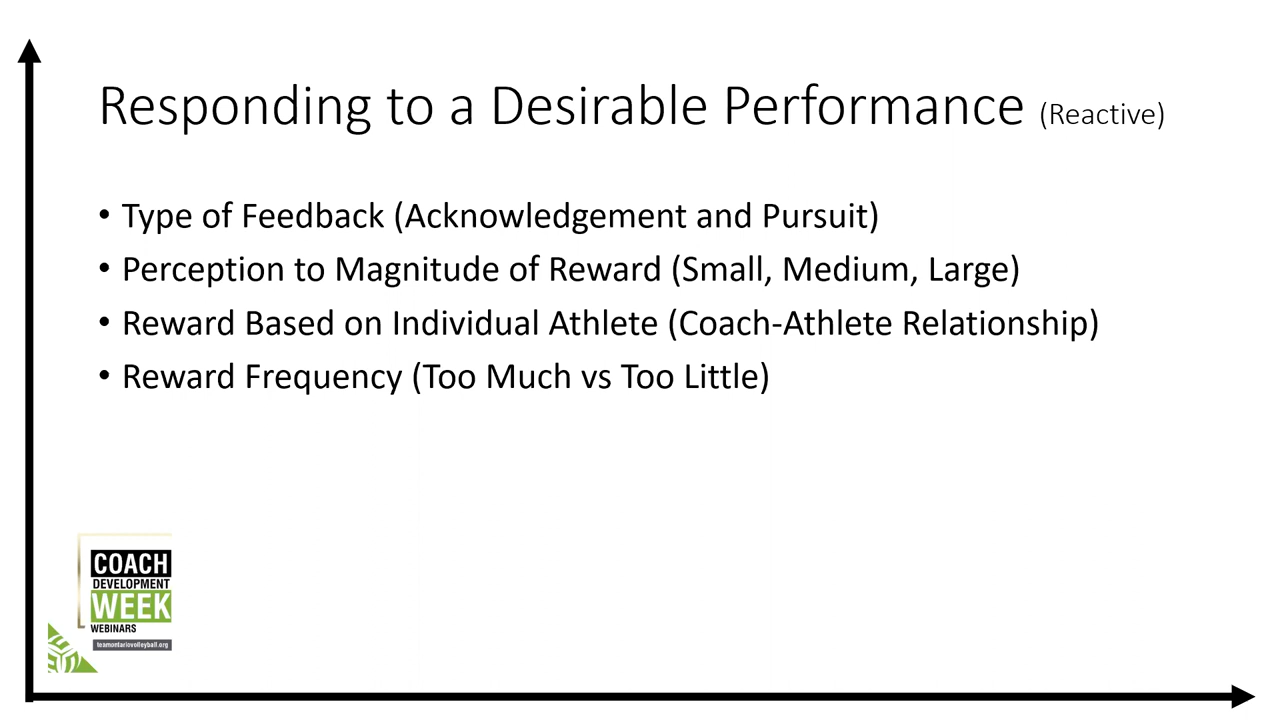 Responding to a Desirable Performance (Reactive)
• Type of Feedback (Acknowledgement and Pursuit)
• Perception to Magnitude of Reward (Small, Medium, Large)
• Reward Based on Individual Athlete (Coach-Athlete Relationship)
• Reward Frequency (Too Much vs Too Little)
COACH
DEVELOPMENT
WEEK
WEBINARS
teamontariovolleyball.org